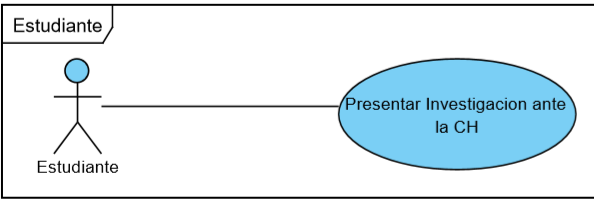 Estudiante
Presentar Investigacion ante
la CH
Estudiante